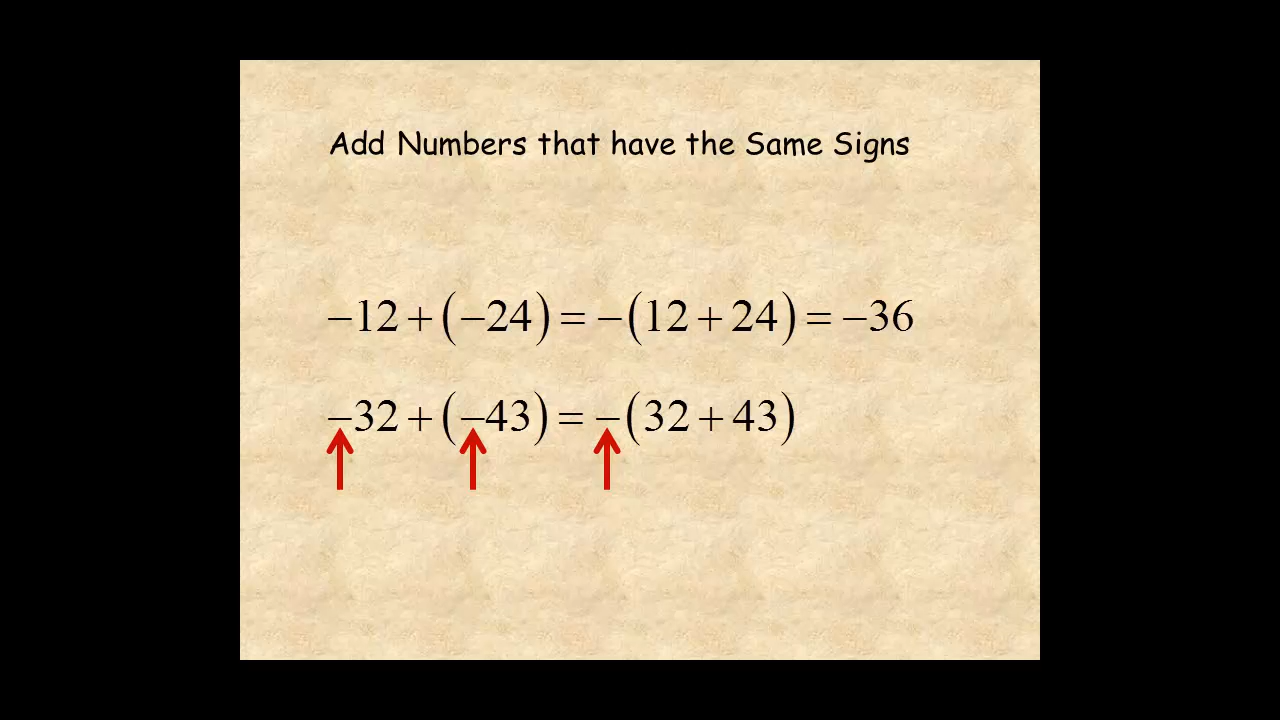 Add Numbers that have the Same Signs
−12 + (−24) = −(12 + 24) = −36
−32 + (−43) = −(32 + 43)